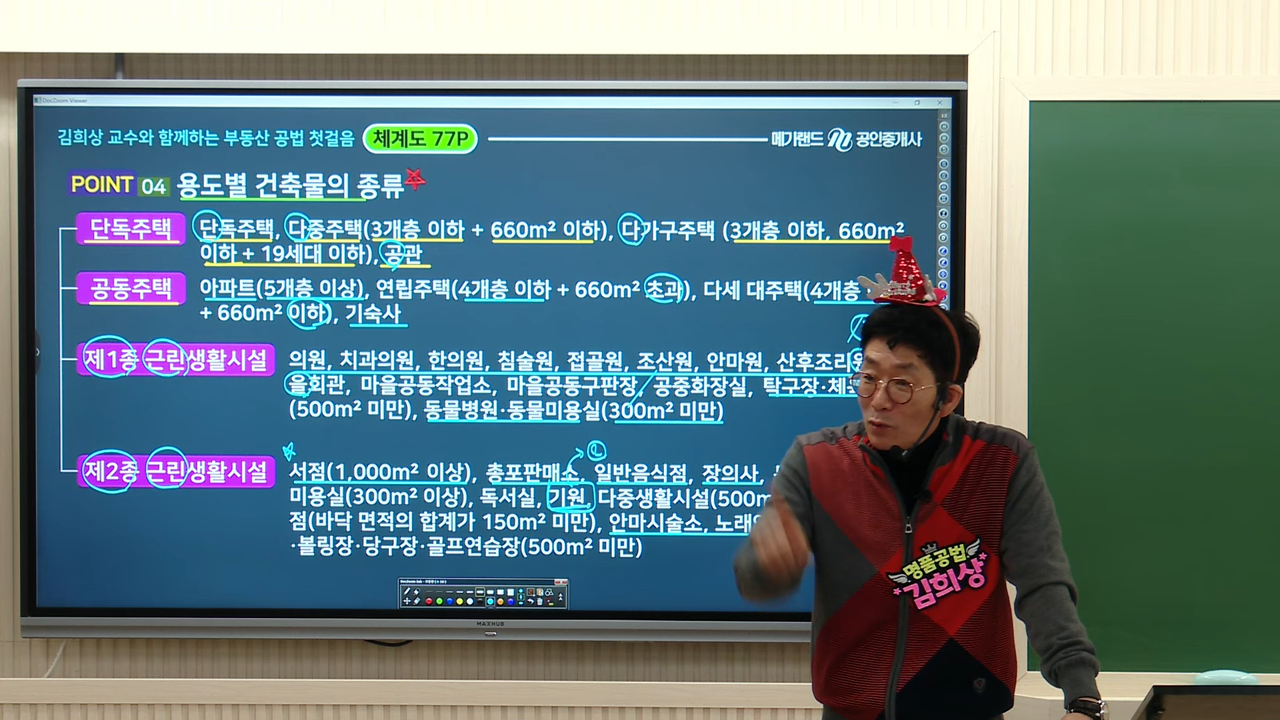 DocZoom Viewer
김희상 교수와 함께하는 부동산 공법 첫걸음 체계도 77P 메가랜드 공인중개사
POINT 04 용도별 건축물의 종류
단독주택 단독주택, 다중주택(3개층 이하 + 660m² 이하), 다가구주택 (3개층 이하, 660m²
이하 + 19세대 이하), 공관
공동주택 아파트(5개층 이상), 연립주택(4개층 이하 + 660m² 초과), 다세 대주택(4개층
+ 660m² 이하), 기숙사
제1종 근린생활시설 의원, 치과의원, 한의원, 침술원, 접골원, 조산원, 안마원, 산후조리원
을회관, 마을공동작업소, 마을공동구판장, 공중화장실, 탁구장·체육
(500m² 미만), 동물병원·동물미용실(300m² 미만)
제2종 근린생활시설 서점(1,000m² 이상), 총포판매소, 일반음식점, 장의사,
미용실(300m² 이상), 독서실, 기원, 다중생활시설(500m
점(바닥 면적의 합계가 150m² 미만), 안마시술소, 노래연
·볼링장·당구장·골프연습장(500m² 미만)
MAXHUB
명품공법
김희상